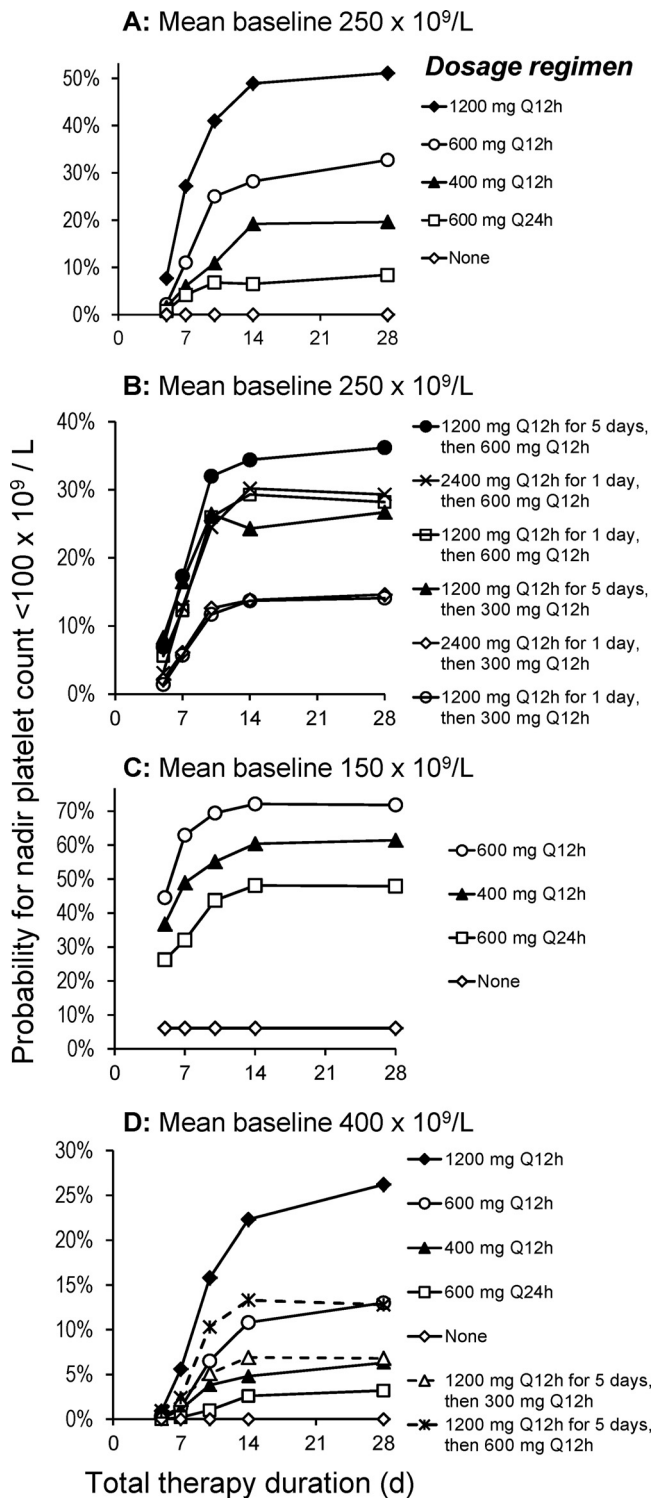 A: Mean baseline 250 x 10⁹/L
Dosage regimen
50%
40%
30%
20%
10%
0%
0 7 14 21 28
1200 mg Q12h
600 mg Q12h
400 mg Q12h
600 mg Q24h
None
B: Mean baseline 250 x 10⁹/L
40%
30%
20%
10%
0%
0 7 14 21 28
1200 mg Q12h for 5 days,
then 600 mg Q12h
2400 mg Q12h for 1 day,
then 600 mg Q12h
1200 mg Q12h for 1 day,
then 600 mg Q12h
1200 mg Q12h for 5 days,
then 300 mg Q12h
2400 mg Q12h for 1 day,
then 300 mg Q12h
1200 mg Q12h for 1 day,
then 300 mg Q12h
Probability for nadir platelet count <100 x 10⁹ / L
C: Mean baseline 150 x 10⁹/L
70%
60%
50%
40%
30%
20%
10%
0%
0 7 14 21 28
600 mg Q12h
400 mg Q12h
600 mg Q24h
None
D: Mean baseline 400 x 10⁹/L
30%
25%
20%
15%
10%
5%
0%
0 7 14 21 28
1200 mg Q12h
600 mg Q12h
400 mg Q12h
600 mg Q24h
None
1200 mg Q12h for 5 days,
then 300 mg Q12h
1200 mg Q12h for 5 days,
then 600 mg Q12h
Total therapy duration (d)